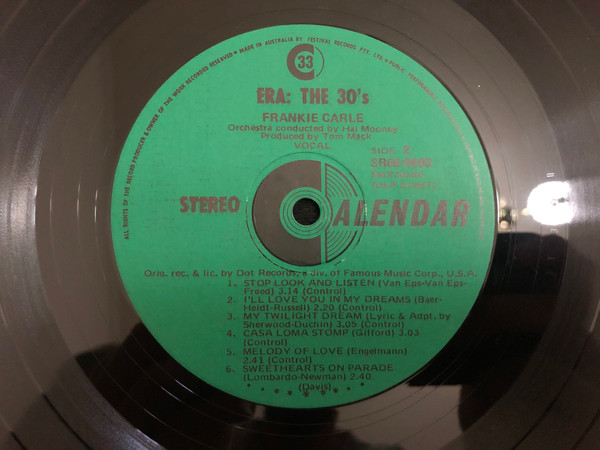 ALL RIGHTS OF THE RECORD PRODUCER & OWNER OF THE WORK RECORDED RESERVED • MADE IN AUSTRALIA BY FESTIVAL RECORDS PTY. LTD. • PUBLIC PERFORMANCE
33
ERA: THE 30's
FRANKIE CARLE
Orchestra conducted by Hal Mooney
Produced by Tom Mack
VOCAL
SIDE 2
STEREO
CALENDAR
Orig. rec. & lic. by Dot Records, a div. of Famous Music Corp., U.S.A.
1. STOP LOOK AND LISTEN (Van Eps-Van Eps-
Freed) 3.14 (Control)
2. I'LL LOVE YOU IN MY DREAMS (Baer-
Heidt-Russell) 2.20 (Control)
3. MY TWILIGHT DREAM (Lyric & Adpt. by
Sherwood-Duchin) 3.05 (Control)
4. CASA LOMA STOMP (Gifford) 3.03
(Control)
5. MELODY OF LOVE (Engelmann)
2.41 (Control)
6. SWEETHEARTS ON PARADE
(Lombardo-Newman) 2.40
(Davis)